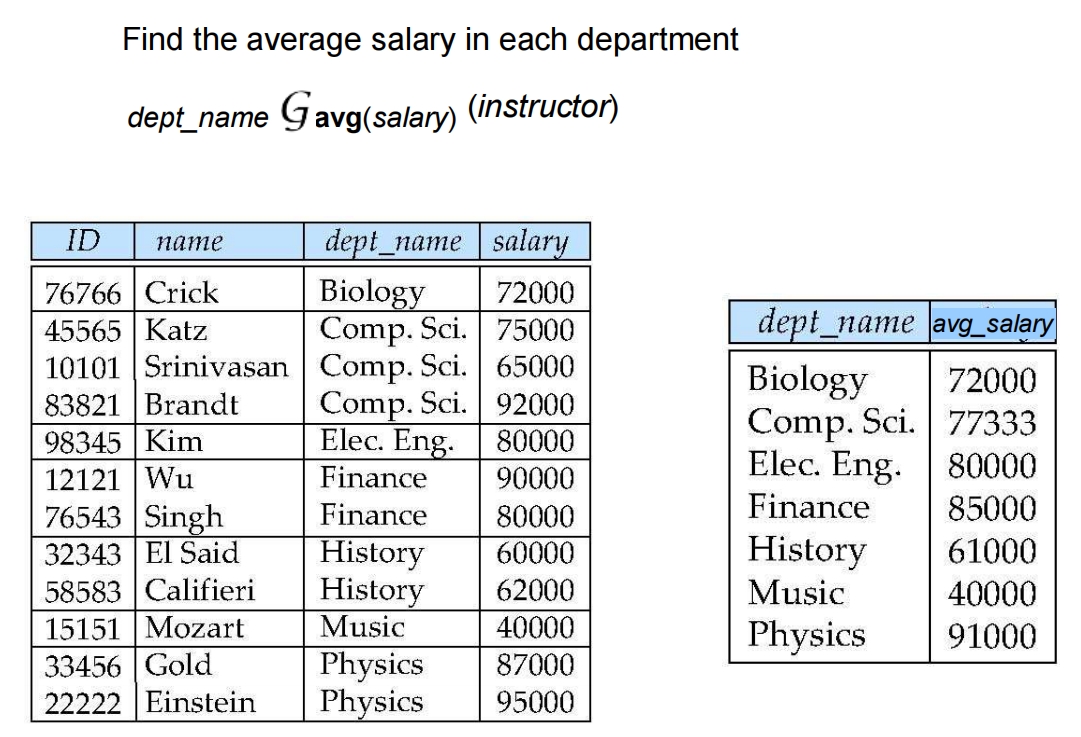 Find the average salary in each department
dept_name G avg(salary) (instructor)
ID name dept_name salary
76766 Crick Biology 72000
45565 Katz Comp. Sci. 75000
10101 Srinivasan Comp. Sci. 65000
83821 Brandt Comp. Sci. 92000
98345 Kim Elec. Eng. 80000
12121 Wu Finance 90000
76543 Singh Finance 80000
32343 El Said History 60000
58583 Califieri History 62000
15151 Mozart Music 40000
33456 Gold Physics 87000
22222 Einstein Physics 95000
dept_name avg_salary
Biology 72000
Comp. Sci. 77333
Elec. Eng. 80000
Finance 85000
History 61000
Music 40000
Physics 91000